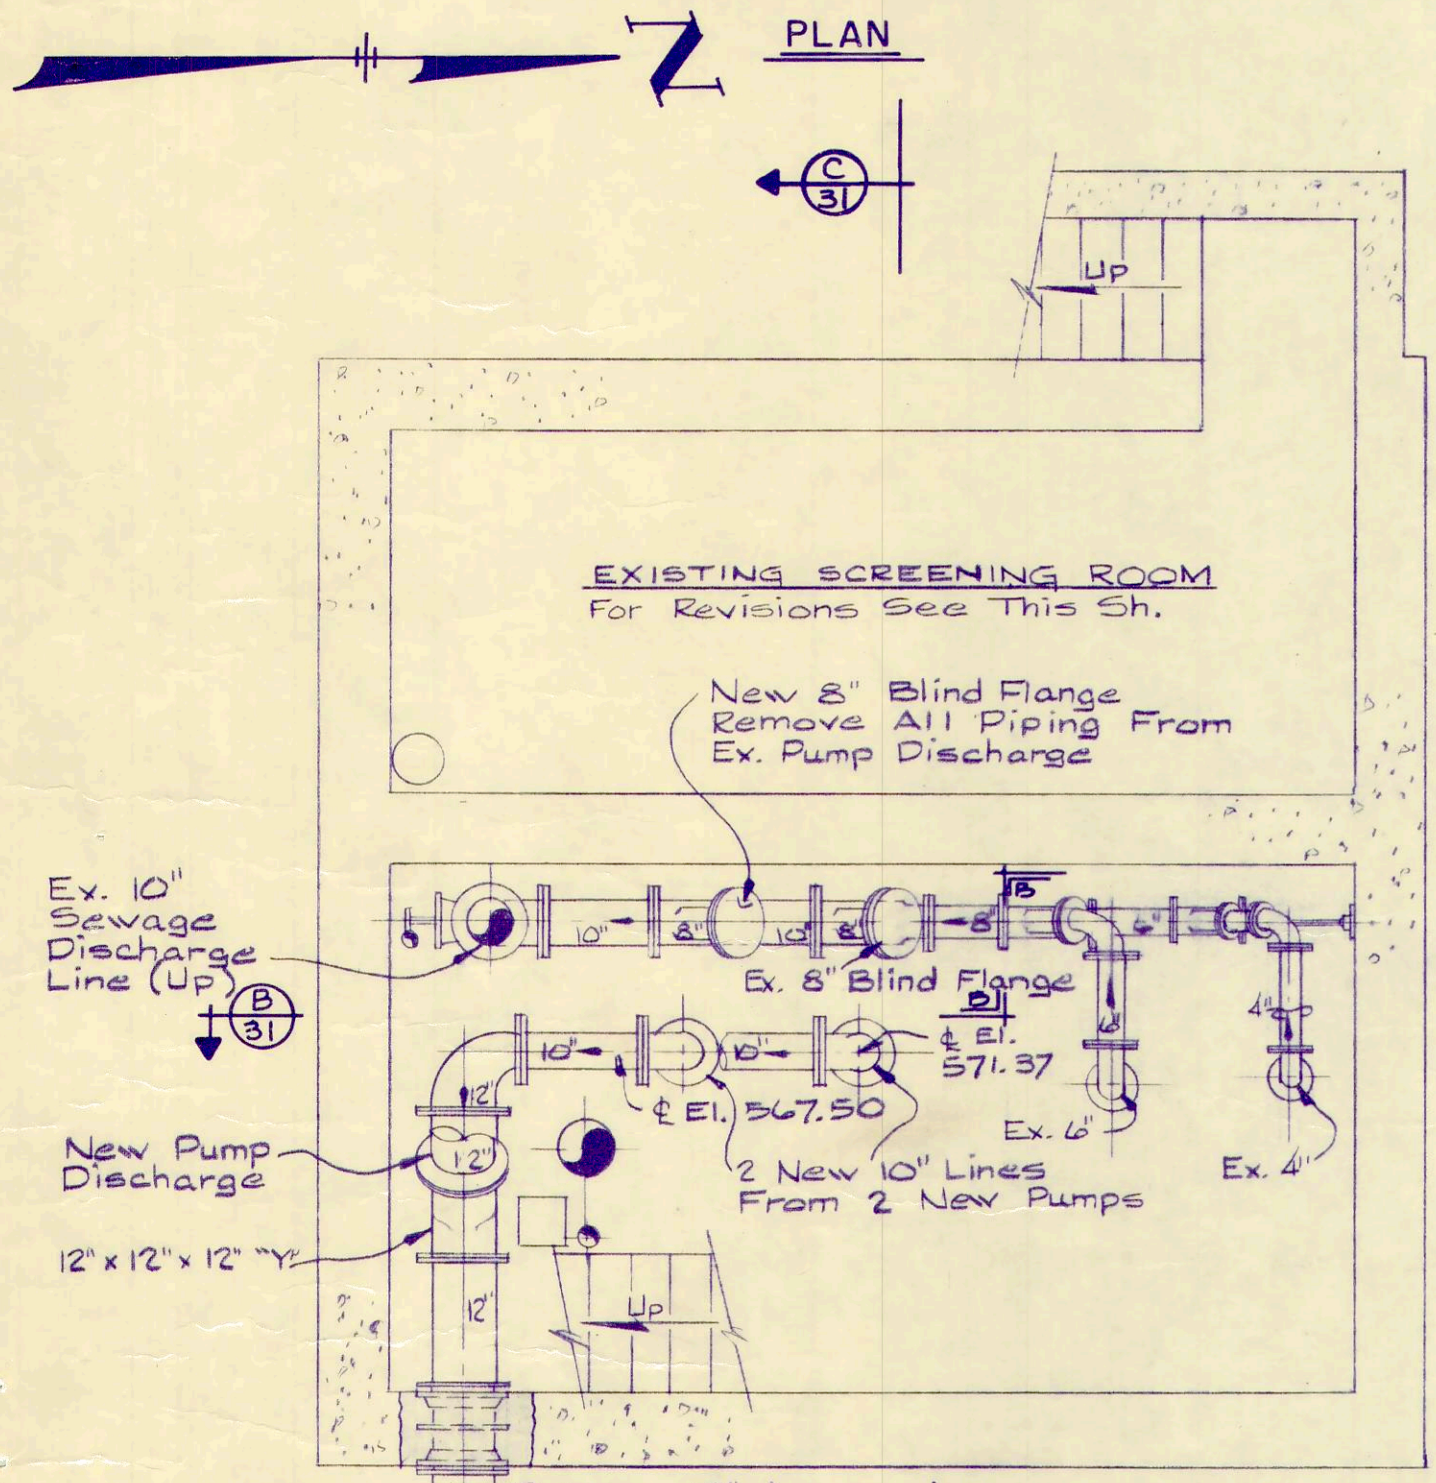 N
PLAN
C
31
Up
EXISTING SCREENING ROOM
For Revisions See This Sh.
New 8" Blind Flange
Remove All Piping From
Ex. Pump Discharge
Ex. 10"
Sewage
Discharge
Line (Up)
B
31
10"
8"
10"
8"
8"
B
6"
Ex. 8" Blind Flange
B
6"
4"
10"
10"
℄ El.
571.37
12"
℄ El. 567.50
Ex. 6"
Ex. 4"
New Pump
Discharge
12"
2 New 10" Lines
From 2 New Pumps
12" x 12" x 12" "Y"
12"
Up